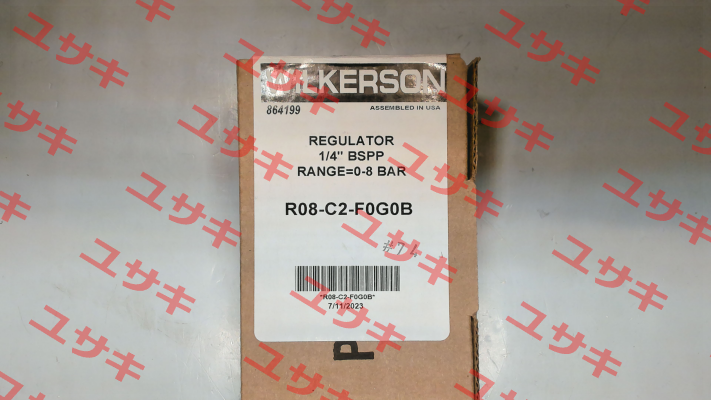 WILKERSON
864199
ASSEMBLED IN USA
REGULATOR
1/4" BSPP
RANGE=0-8 BAR
R08-C2-F0G0B
*R08-C2-F0G0B*
7/11/2023
P
ユサキ